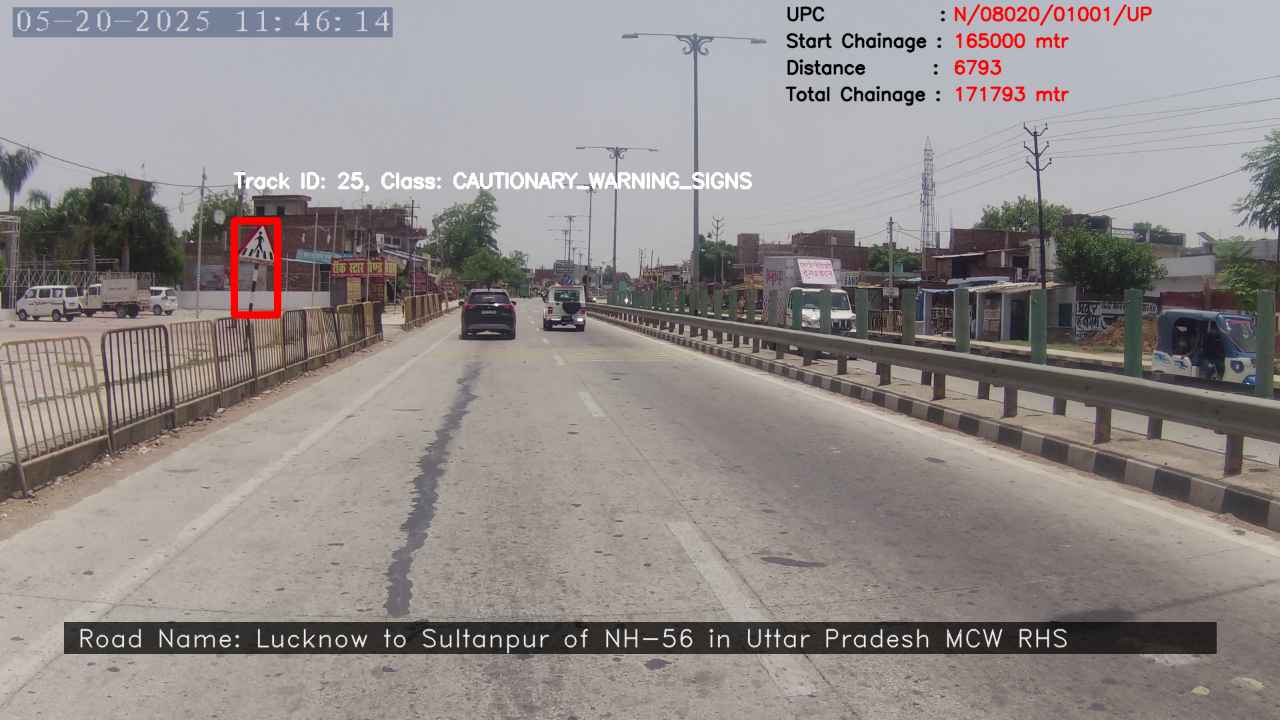 05-20-2025 11:46:14
UPC : N/08020/01001/UP
Start Chainage : 165000 mtr
Distance : 6793
Total Chainage : 171793 mtr
Track ID: 25, Class: CAUTIONARY_WARNING_SIGNS
Road Name: Lucknow to Sultanpur of NH-56 in Uttar Pradesh MCW RHS